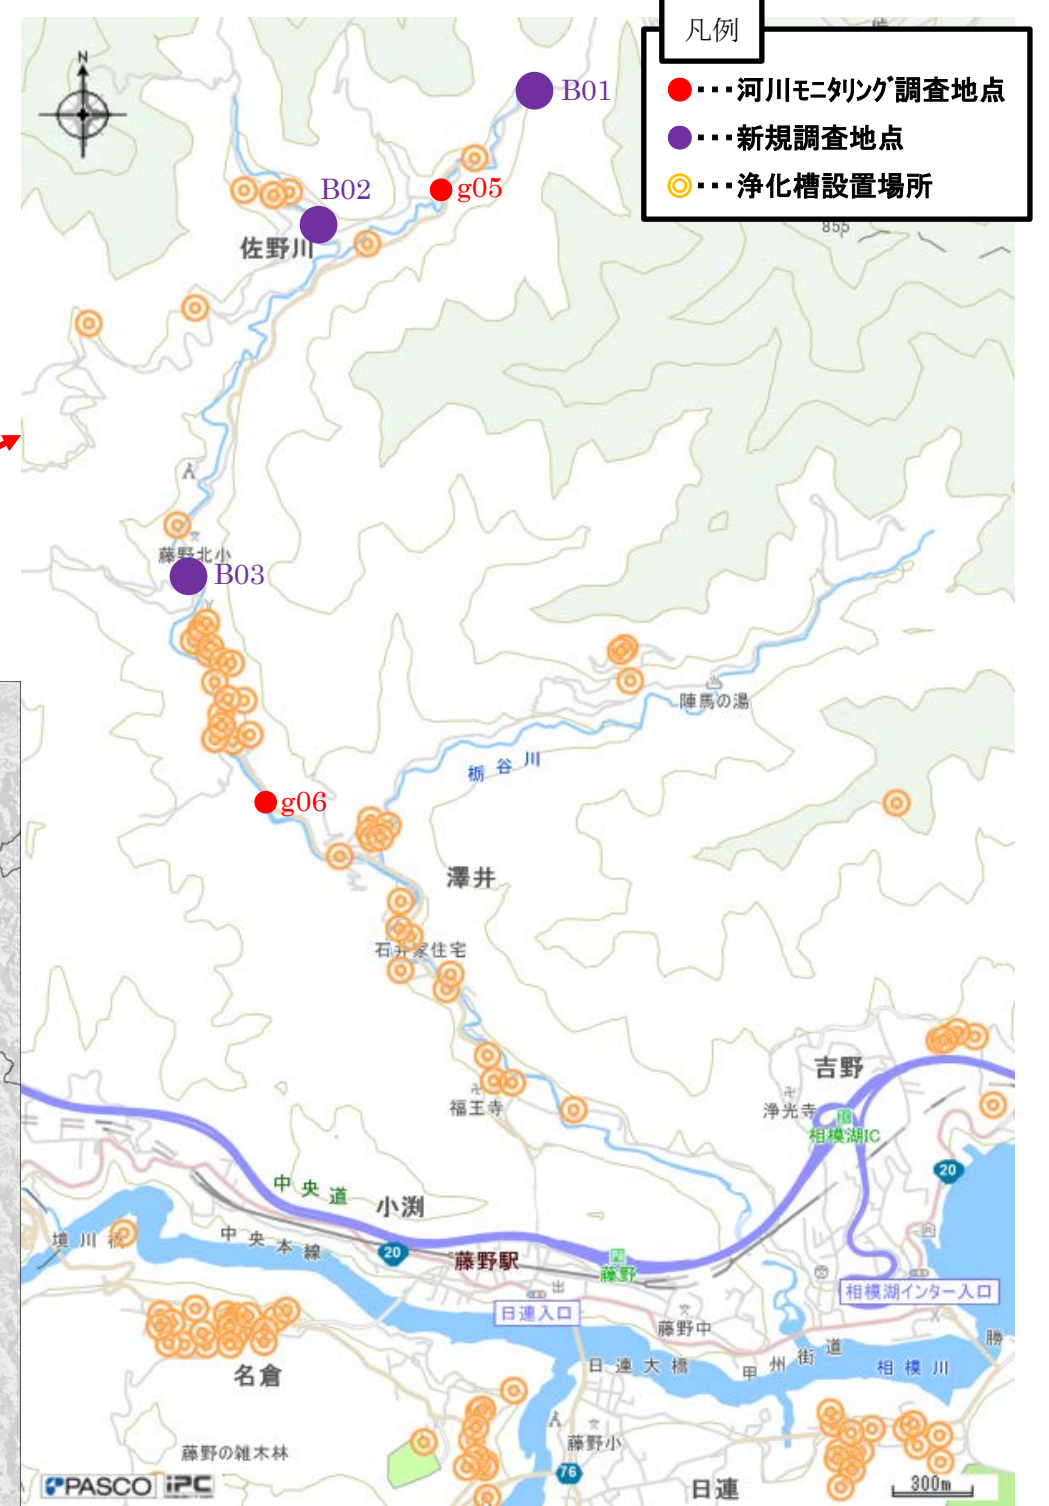 凡例
●･･･河川モニタリング調査地点
●･･･新規調査地点
◎･･･浄化槽設置場所
N
B01
B02
g05
佐野川
855
藤野北小
B03
陣馬の湯
栃谷川
g06
澤井
石井家住宅
吉野
福王寺
浄光寺
相模湖IC
20
中央道
小渕
境川橋
中央本線
20
藤野駅
藤野
相模湖インター入口
日連入口
藤野中
勝
名倉
日連大橋
甲州街道
相模川
藤野の雑木林
藤野小
76
日連
300m
PASCO iPC